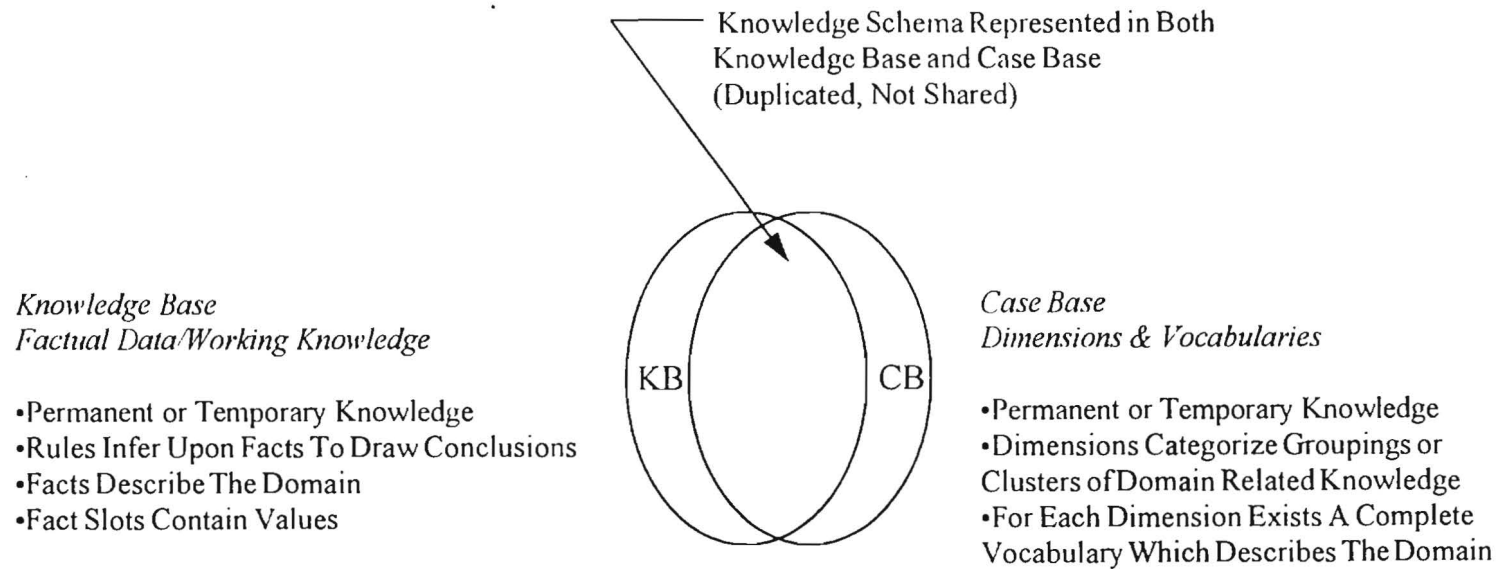 Knowledge Schema Represented in Both
Knowledge Base and Case Base
(Duplicated, Not Shared)
Knowledge Base
Factual Data/Working Knowledge
•Permanent or Temporary Knowledge
•Rules Infer Upon Facts To Draw Conclusions
•Facts Describe The Domain
•Fact Slots Contain Values
KB
CB
Case Base
Dimensions & Vocabularies
•Permanent or Temporary Knowledge
•Dimensions Categorize Groupings or
Clusters of Domain Related Knowledge
•For Each Dimension Exists A Complete
Vocabulary Which Describes The Domain